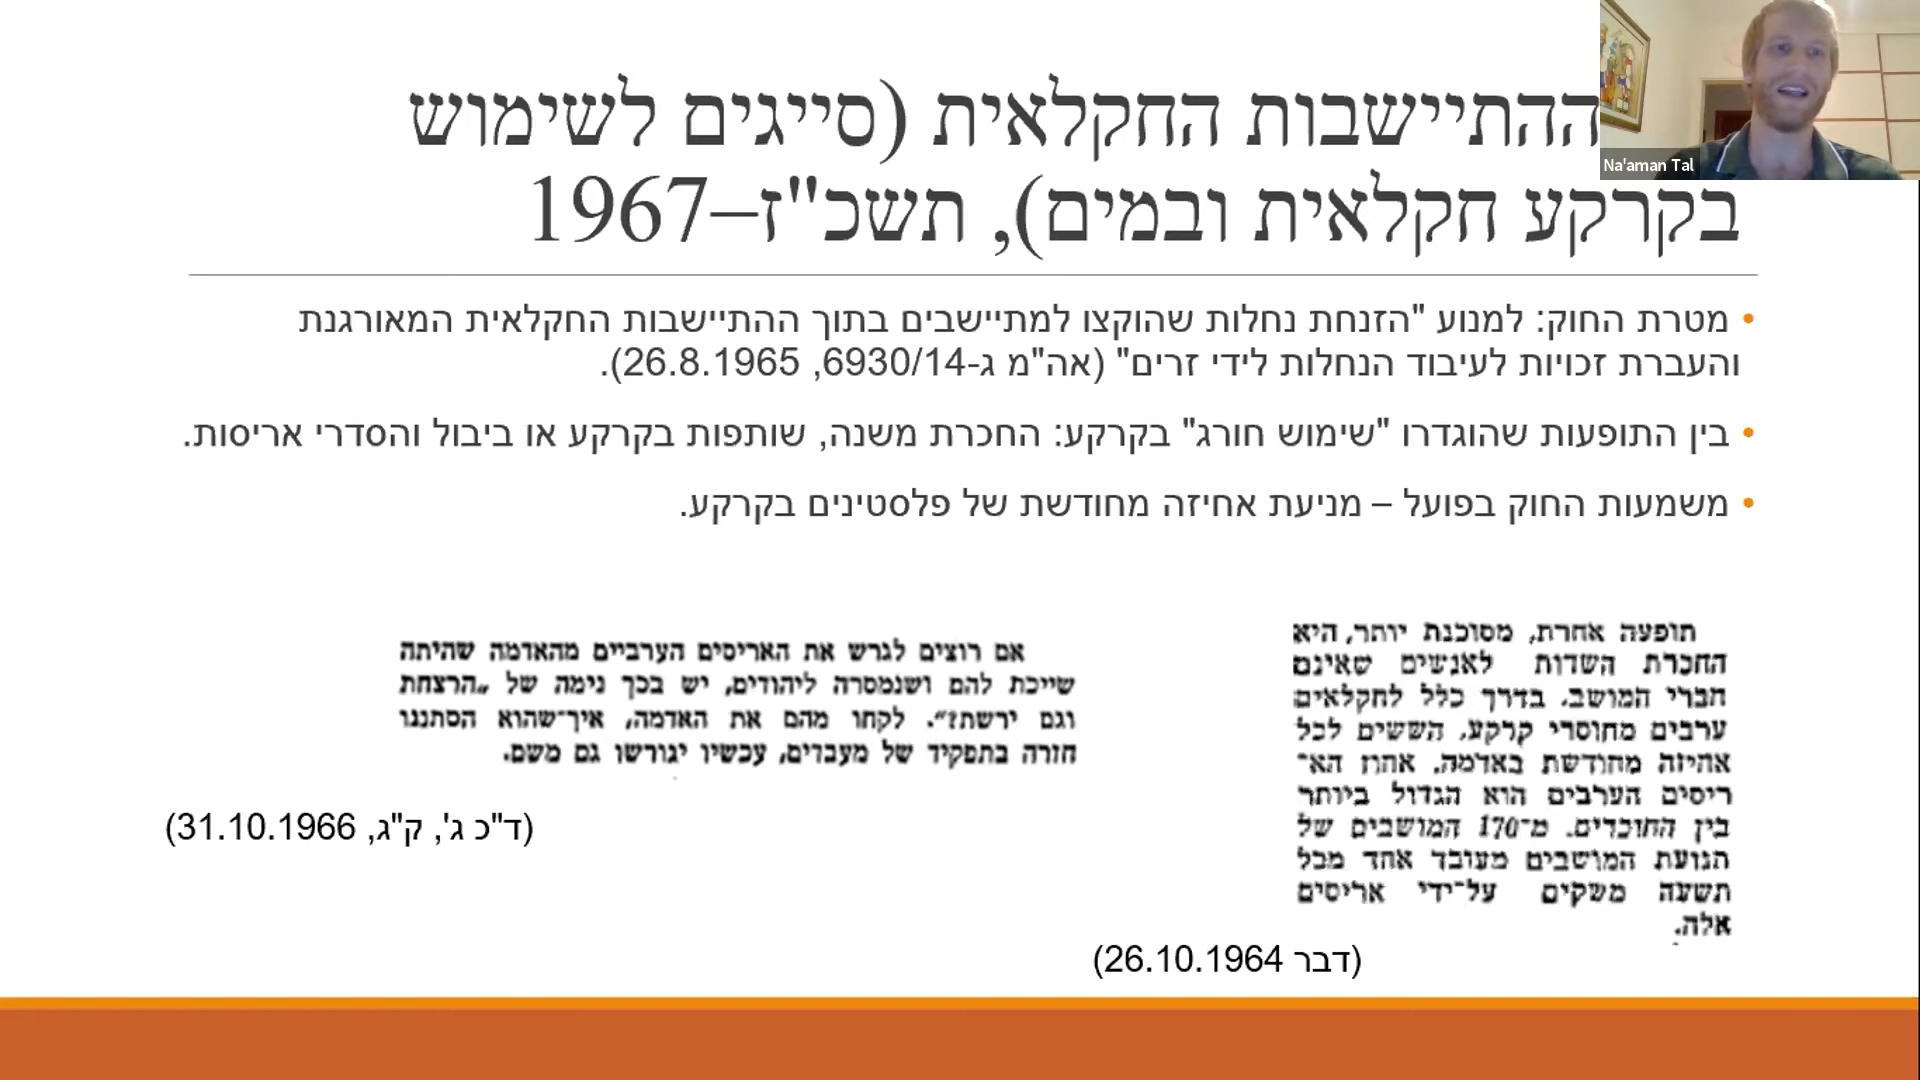 ההתיישבות החקלאית (סייגים לשימוש
בקרקע חקלאית ובמים), תשכ"ז–1967
Na'aman Tal
• מטרת החוק: למנוע "הזנחת נחלות שהוקצו למתיישבים בתוך ההתיישבות החקלאית המאורגנת
והעברת זכויות לעיבוד הנחלות לידי זרים" (אה"מ ג-6930/14, 26.8.1965).
• בין התופעות שהוגדרו "שימוש חורג" בקרקע: החכרת משנה, שותפות בקרקע או ביבול והסדרי אריסות.
• משמעות החוק בפועל – מניעת אחיזה מחודשת של פלסטינים בקרקע.
תופעה אחרת, מסוכנת יותר, היא
החכרת השדות לאנשים שאינם
חברי המושב, בדרך כלל לחקלאים
ערבים מחוסרי קרקע, הששים לכל
אחיזה מחודשת באדמה. אחוז הא־
ריסים הערבים הוא הגדול ביותר
בין החוכרים. מ־170 המושבים של
תנועת המושבים מעובד אחד מכל
תשעה משקים על־ידי אריסים
אלה.
(דבר 26.10.1964)
אם רוצים לגרש את האריסים הערביים מהאדמה שהיתה
שייכת להם ושנמסרה ליהודים, יש בכך נימה של „הרצחת
וגם ירשת?". לקחו מהם את האדמה, איך־שהוא הסתננו
חזרה בתפקיד של מעבדים, עכשיו יגורשו גם משם.
(ד"כ ג', ק"ג, 31.10.1966)